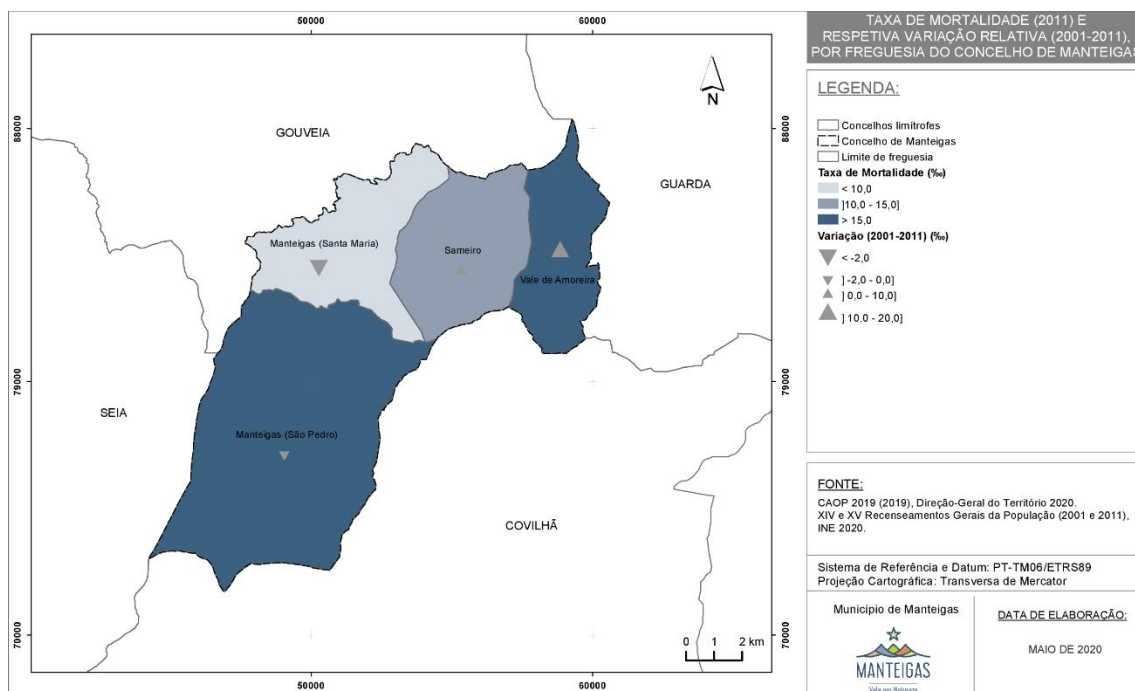 TAXA DE MORTALIDADE (2011) E
RESPETIVA VARIAÇÃO RELATIVA (2001-2011),
POR FREGUESIA DO CONCELHO DE MANTEIGAS
50000
60000
88000
88000
79000
79000
70000
70000
50000
60000
N
GOUVEIA
GUARDA
Manteigas (Santa Maria)
Sameiro
Vale de Amoreira
SEIA
Manteigas (São Pedro)
COVILHÃ
0 1 2 km
LEGENDA:
Concelhos limítrofes
Concelho de Manteigas
Limite de freguesia
Taxa de Mortalidade (‰)
< 10,0
]10,0 - 15,0]
> 15,0
Variação (2001-2011) (‰)
< -2,0
] -2,0 - 0,0]
] 0,0 - 10,0]
] 10,0 - 20,0]
FONTE:
CAOP 2019 (2019), Direção-Geral do Território 2020.
XIV e XV Recenseamentos Gerais da População (2001 e 2011),
INE 2020.
Sistema de Referência e Datum: PT-TM06/ETRS89
Projeção Cartográfica: Transversa de Mercator
Município de Manteigas
MANTEIGAS
Vale por Natureza
DATA DE ELABORAÇÃO:
MAIO DE 2020